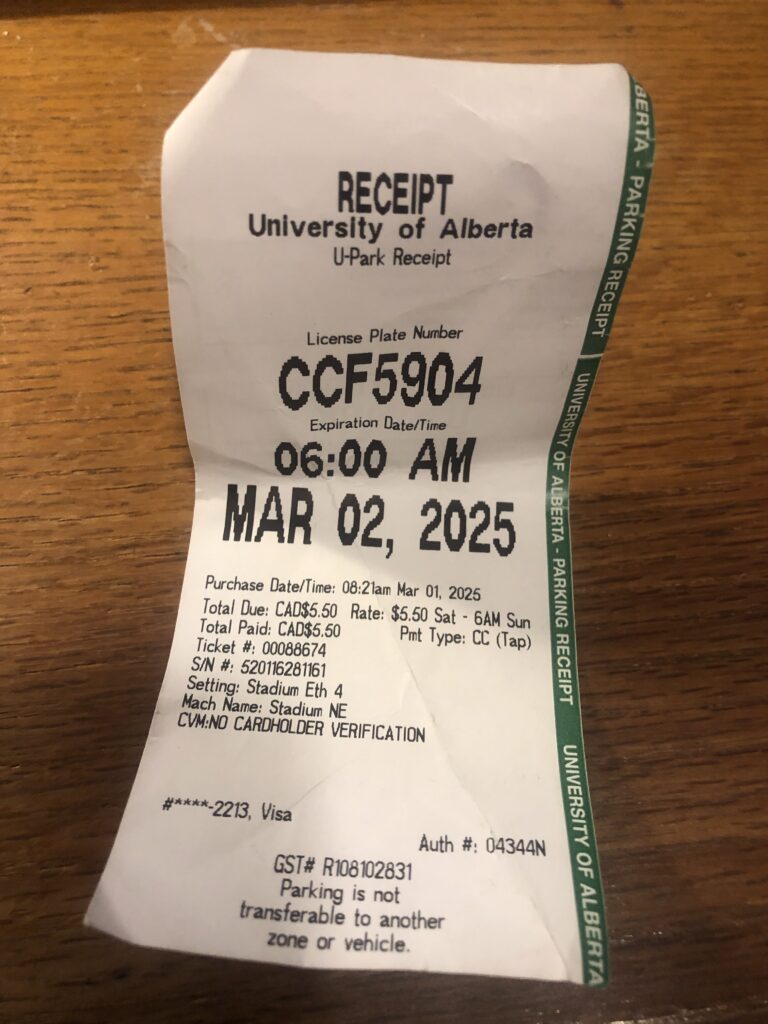 RECEIPT
University of Alberta
U-Park Receipt
License Plate Number
CCF5904
Expiration Date/Time
06:00 AM
MAR 02, 2025
Purchase Date/Time: 08:21am Mar 01, 2025
Total Due: CAD$5.50 Rate: $5.50 Sat - 6AM Sun
Total Paid: CAD$5.50 Pmt Type: CC (Tap)
Ticket #: 00088674
S/N #: 520116281161
Setting: Stadium Eth 4
Mach Name: Stadium NE
CVM:NO CARDHOLDER VERIFICATION
#****-2213, Visa
Auth #: 04344N
GST# R108102831
Parking is not
transferable to another
zone or vehicle.
BERTA - PARKING RECEIPT
UNIVERSITY OF ALBERTA - PARKING RECEIPT
UNIVERSITY OF ALBERTA